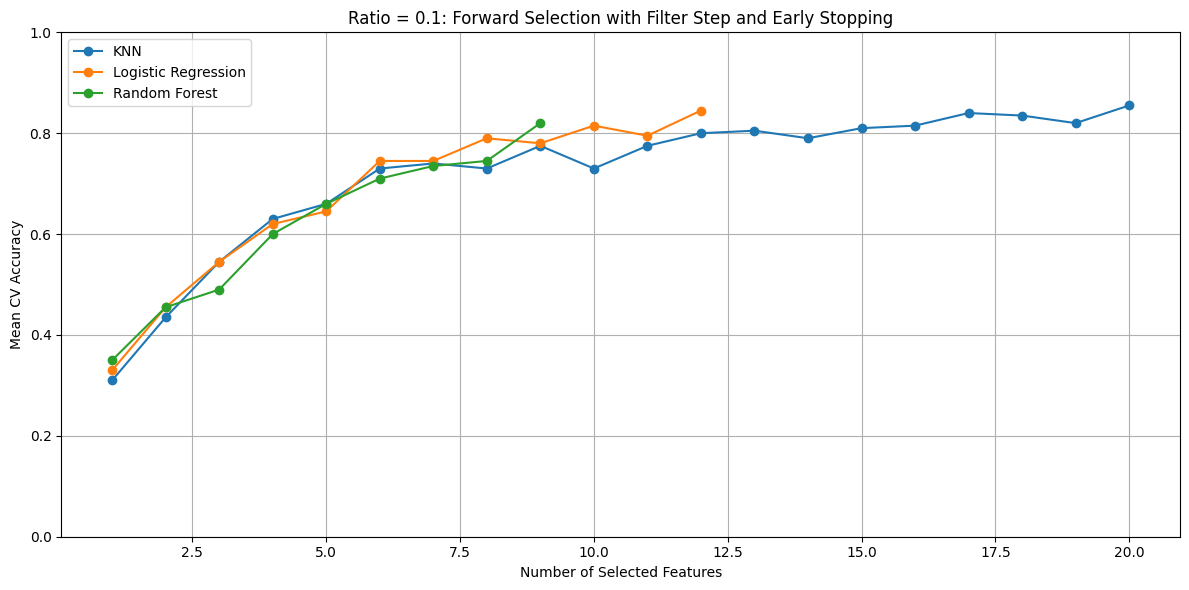 Ratio = 0.1: Forward Selection with Filter Step and Early Stopping
KNN
Logistic Regression
Random Forest
Mean CV Accuracy
1.0
0.8
0.6
0.4
0.2
0.0
2.5 5.0 7.5 10.0 12.5 15.0 17.5 20.0
Number of Selected Features